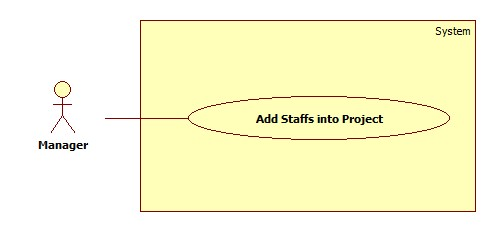 System
Add Staffs into Project
Manager